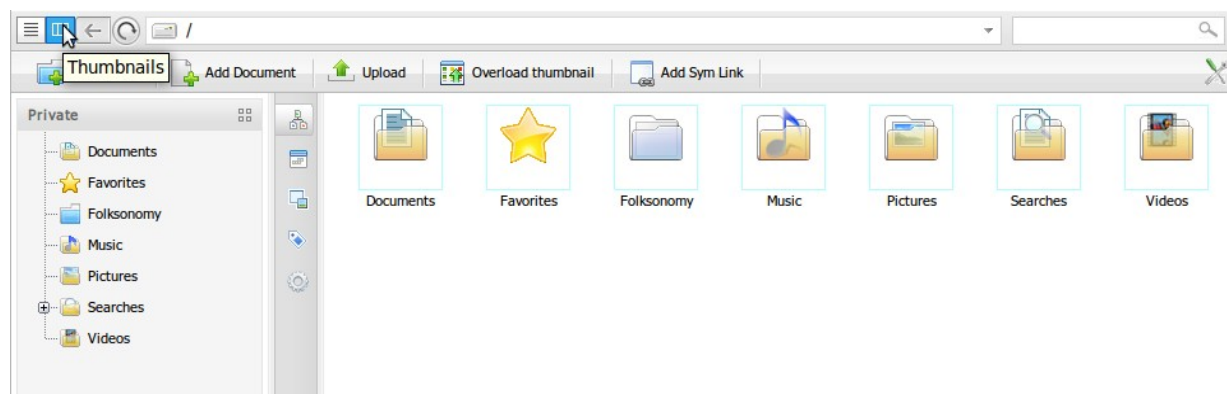 /
Thumbnails
Add Document
Upload
Overload thumbnail
Add Sym Link
Private
Documents
Favorites
Folksonomy
Music
Pictures
Searches
Videos
Documents
Favorites
Folksonomy
Music
Pictures
Searches
Videos